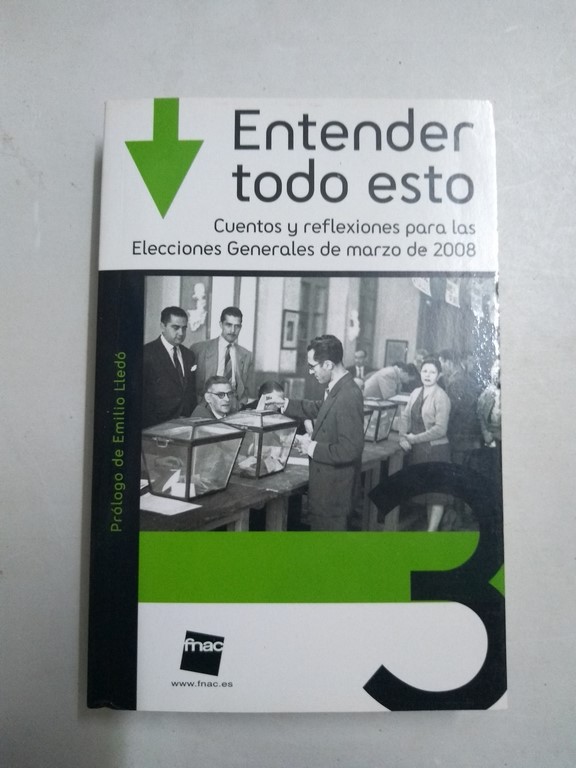 Entender
todo esto
Cuentos y reflexiones para las
Elecciones Generales de marzo de 2008
Prólogo de Emilio Lledó
3
fnac
www.fnac.es